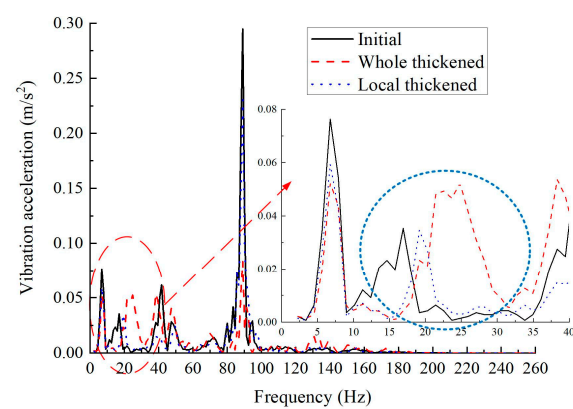 Initial
Whole thickened
Local thickened
0.30
0.25
0.20
0.15
0.10
0.05
0.00
Vibration acceleration (m/s²)
0 20 40 60 80 100 120 140 160 180 200 220 240 260
Frequency (Hz)
0.08
0.06
0.04
0.02
0.00
0 5 10 15 20 25 30 35 40